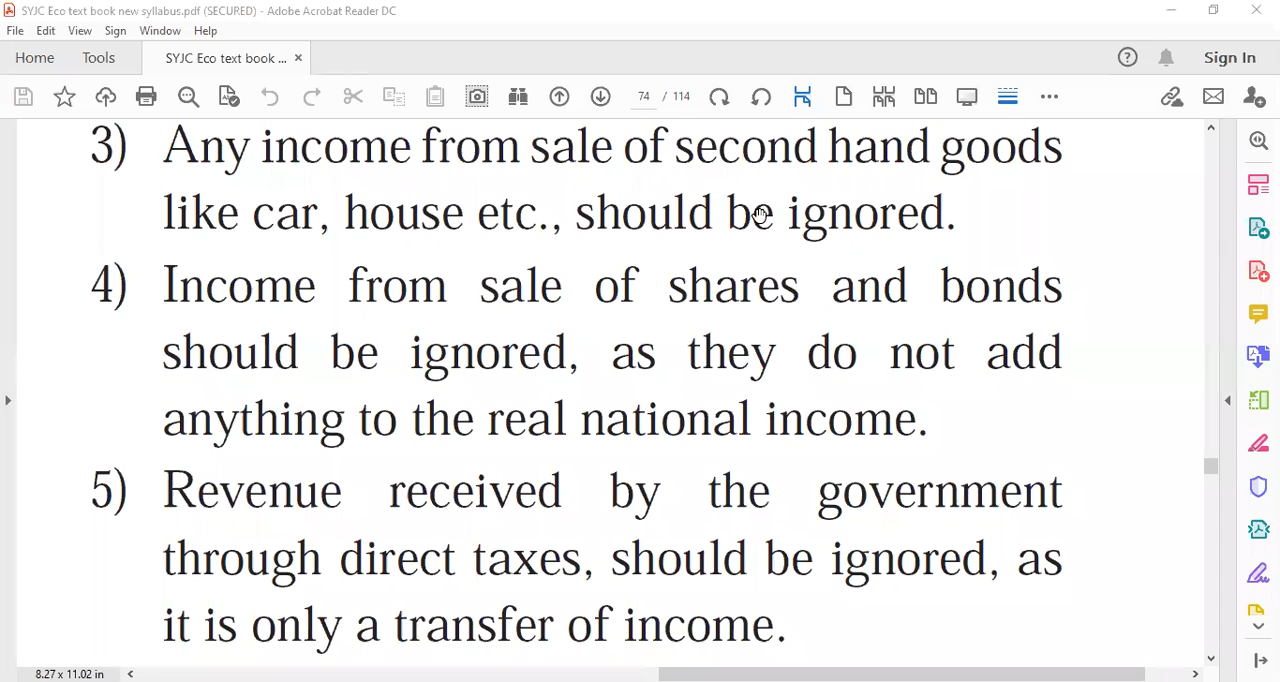 SYJC Eco text book new syllabus.pdf (SECURED) - Adobe Acrobat Reader DC
File Edit View Sign Window Help
Home Tools SYJC Eco text book ... × Sign In
74 / 114
3) Any income from sale of second hand goods
like car, house etc., should be ignored.
4) Income from sale of shares and bonds
should be ignored, as they do not add
anything to the real national income.
5) Revenue received by the government
through direct taxes, should be ignored, as
it is only a transfer of income.
8.27 x 11.02 in